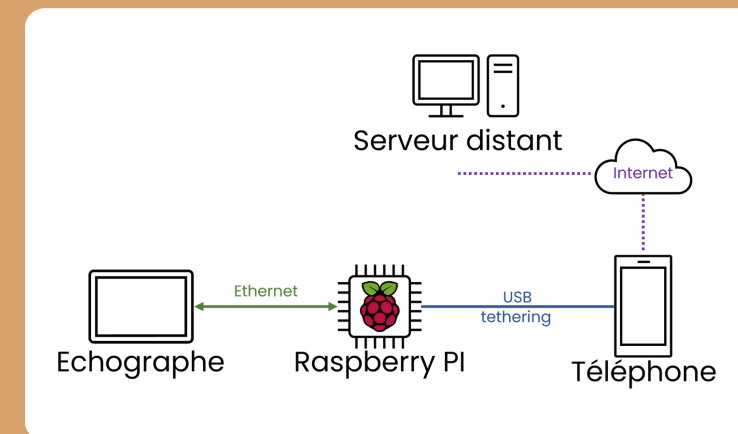 Serveur distant
Internet
Ethernet
USB
tethering
Echographe
Raspberry PI
Téléphone